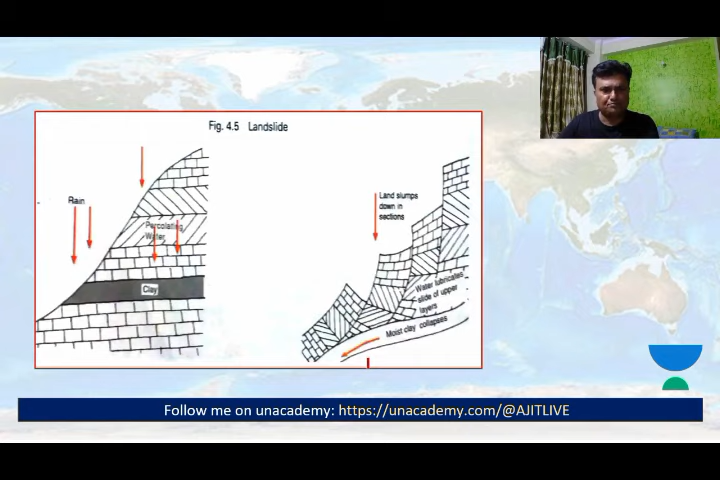 Fig. 4.5 Landslide
Rain
Percolating
Water
Clay
Land slumps
down in
sections
Water lubricates
slide of upper
layers
Moist clay collapses
Follow me on unacademy: https://unacademy.com/@AJITLIVE